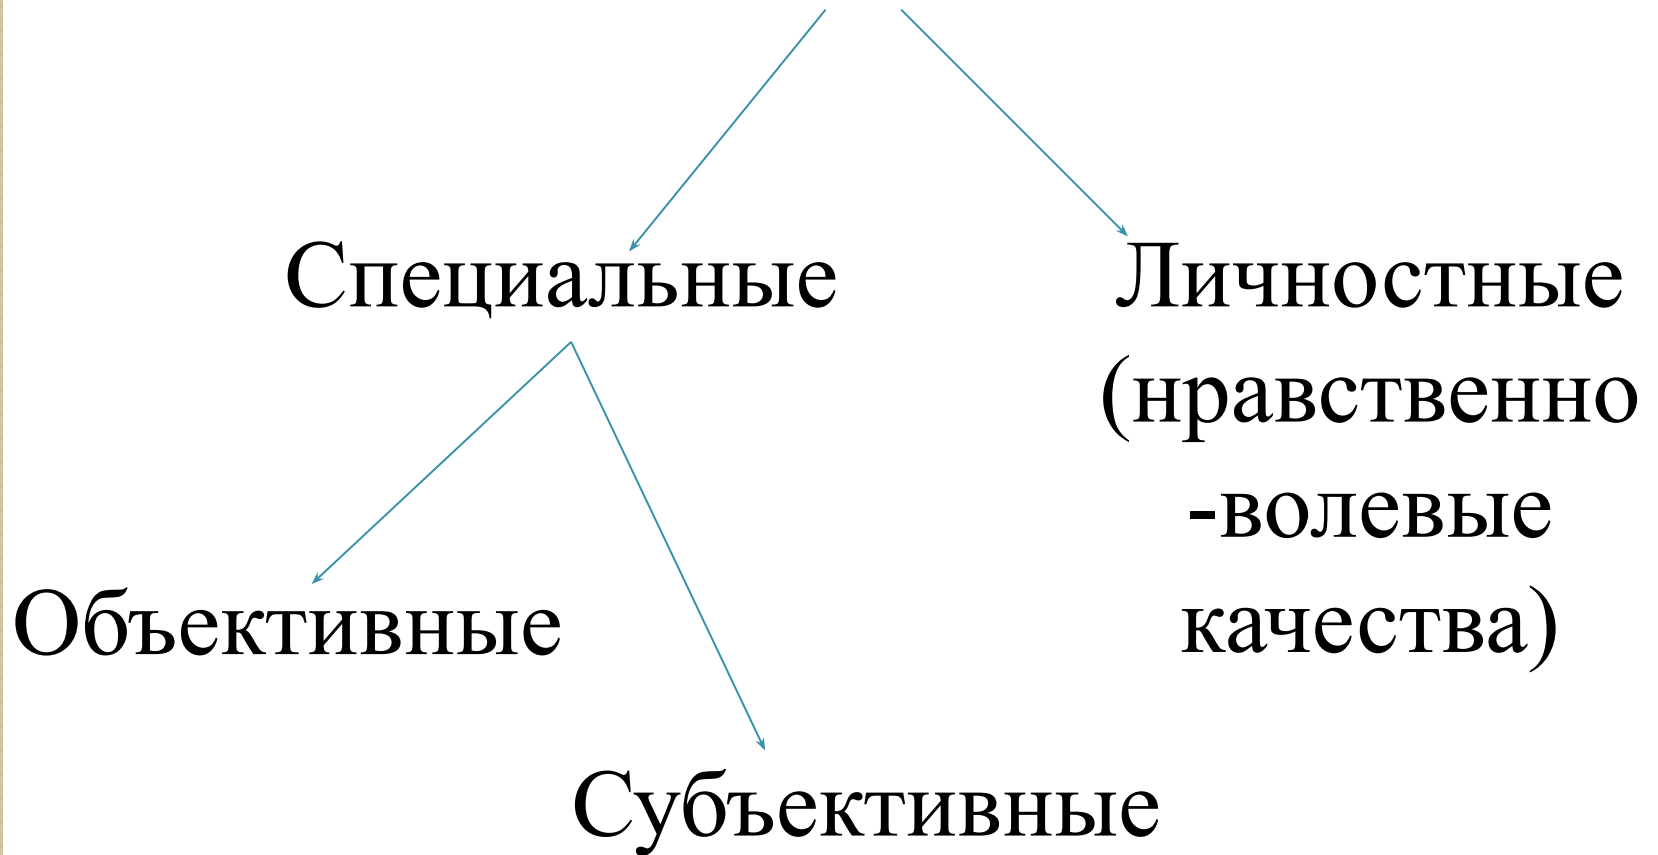 Специальные
Личностные
(нравственно
-волевые
качества)
Объективные
Субъективные